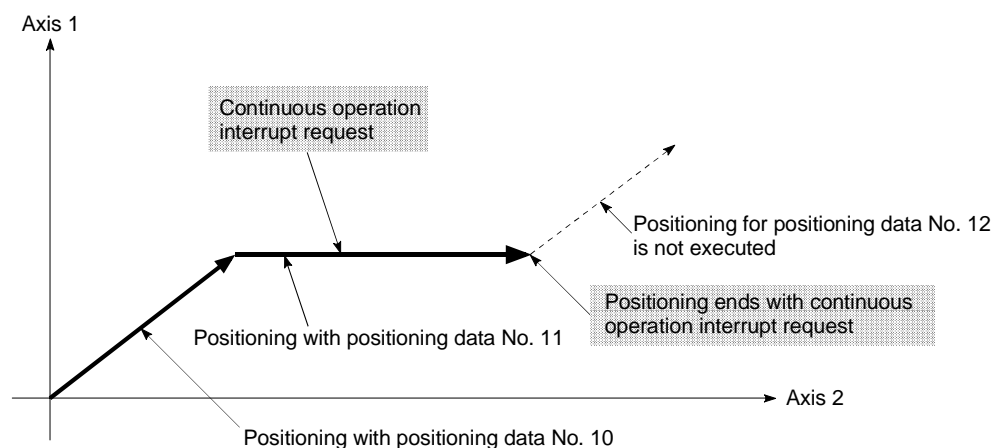 Axis 1
Continuous operation
interrupt request
Positioning for positioning data No. 12
is not executed
Positioning ends with continuous
operation interrupt request
Positioning with positioning data No. 11
Axis 2
Positioning with positioning data No. 10